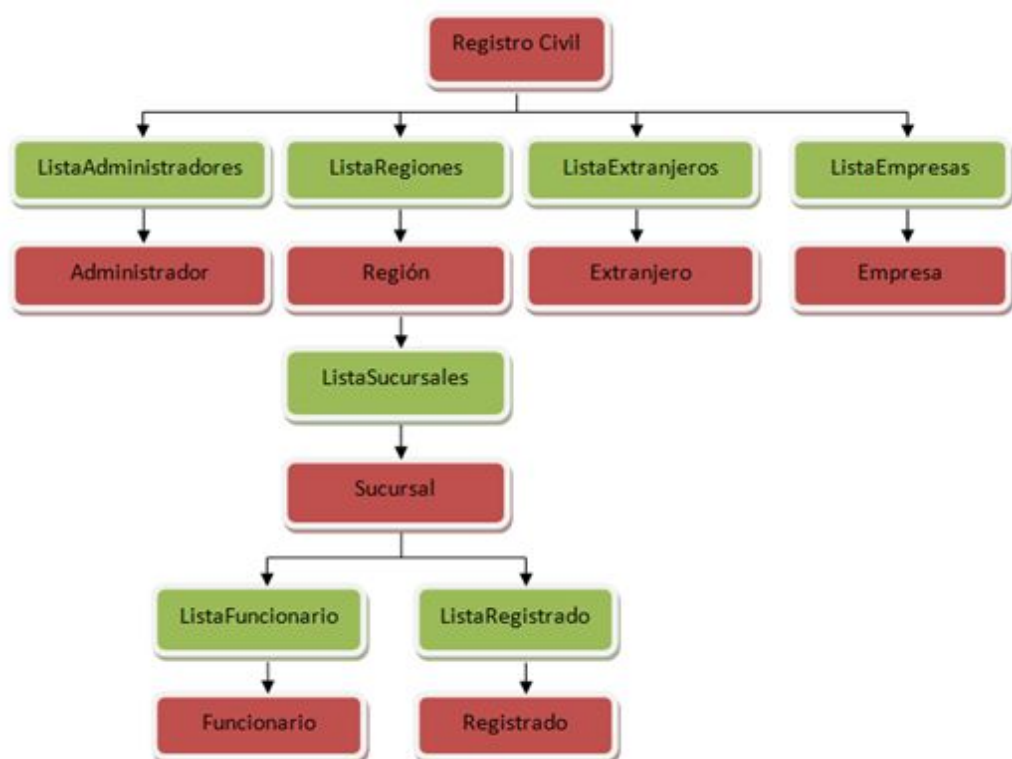 Registro Civil
ListaAdministradores
ListaRegiones
ListaExtranjeros
ListaEmpresas
Administrador
Región
Extranjero
Empresa
ListaSucursales
Sucursal
ListaFuncionario
ListaRegistrado
Funcionario
Registrado